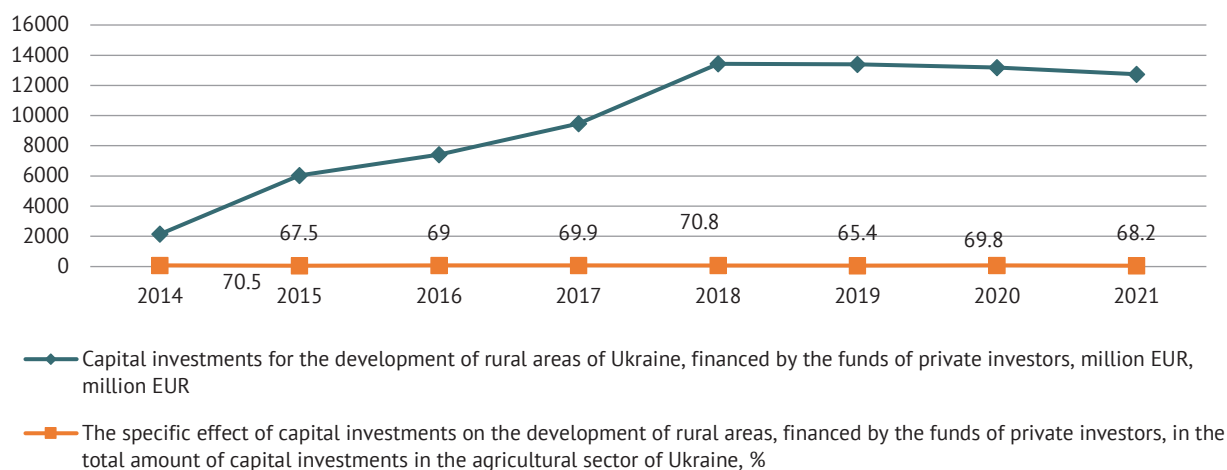 16000
14000
12000
10000
8000
6000
4000
2000
0
67.5 69 69.9 70.8 65.4 69.8 68.2
70.5
2014 2015 2016 2017 2018 2019 2020 2021
Capital investments for the development of rural areas of Ukraine, financed by the funds of private investors, million EUR,
million EUR
The specific effect of capital investments on the development of rural areas, financed by the funds of private investors, in the
total amount of capital investments in the agricultural sector of Ukraine, %